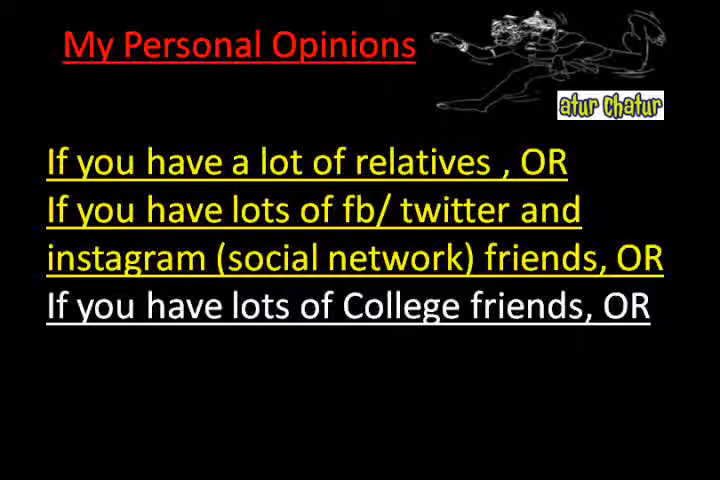 My Personal Opinions
atur chatur
If you have a lot of relatives , OR
If you have lots of fb/ twitter and
instagram (social network) friends, OR
If you have lots of College friends, OR